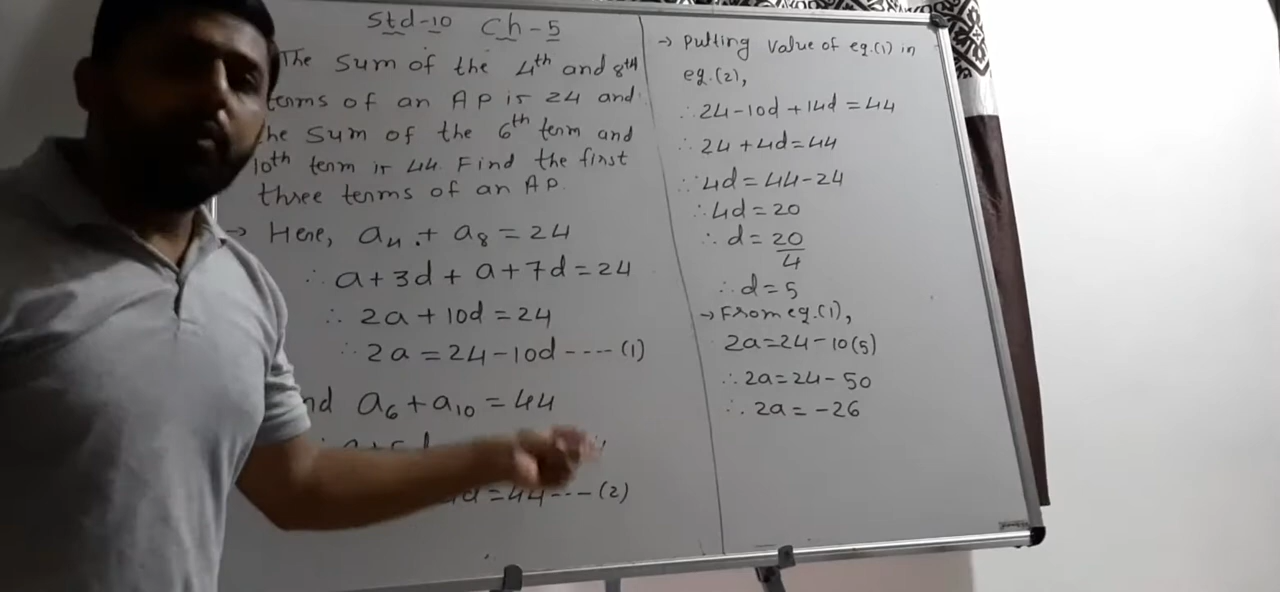 Std-10 Ch-5
The sum of the 4th and 8th
terms of an AP is 24 and
he sum of the 6th term and
10th term is 44. Find the first
three terms of an AP.
→ Here, a4 + a8 = 24
∴ a+3d + a+7d = 24
∴ 2a + 10d = 24
∴ 2a = 24-10d ---- (1)
nd a6 + a10 = 44
= 44 --- (2)
→ Putting value of eq.(1) in
eq.(2),
∴ 24-10d + 14d = 44
∴ 24 + 4d = 44
∴ 4d = 44-24
∴ 4d = 20
∴ d = 20/4
∴ d = 5
→ From eq.(1),
2a = 24-10(5)
∴ 2a = 24-50
∴ 2a = -26